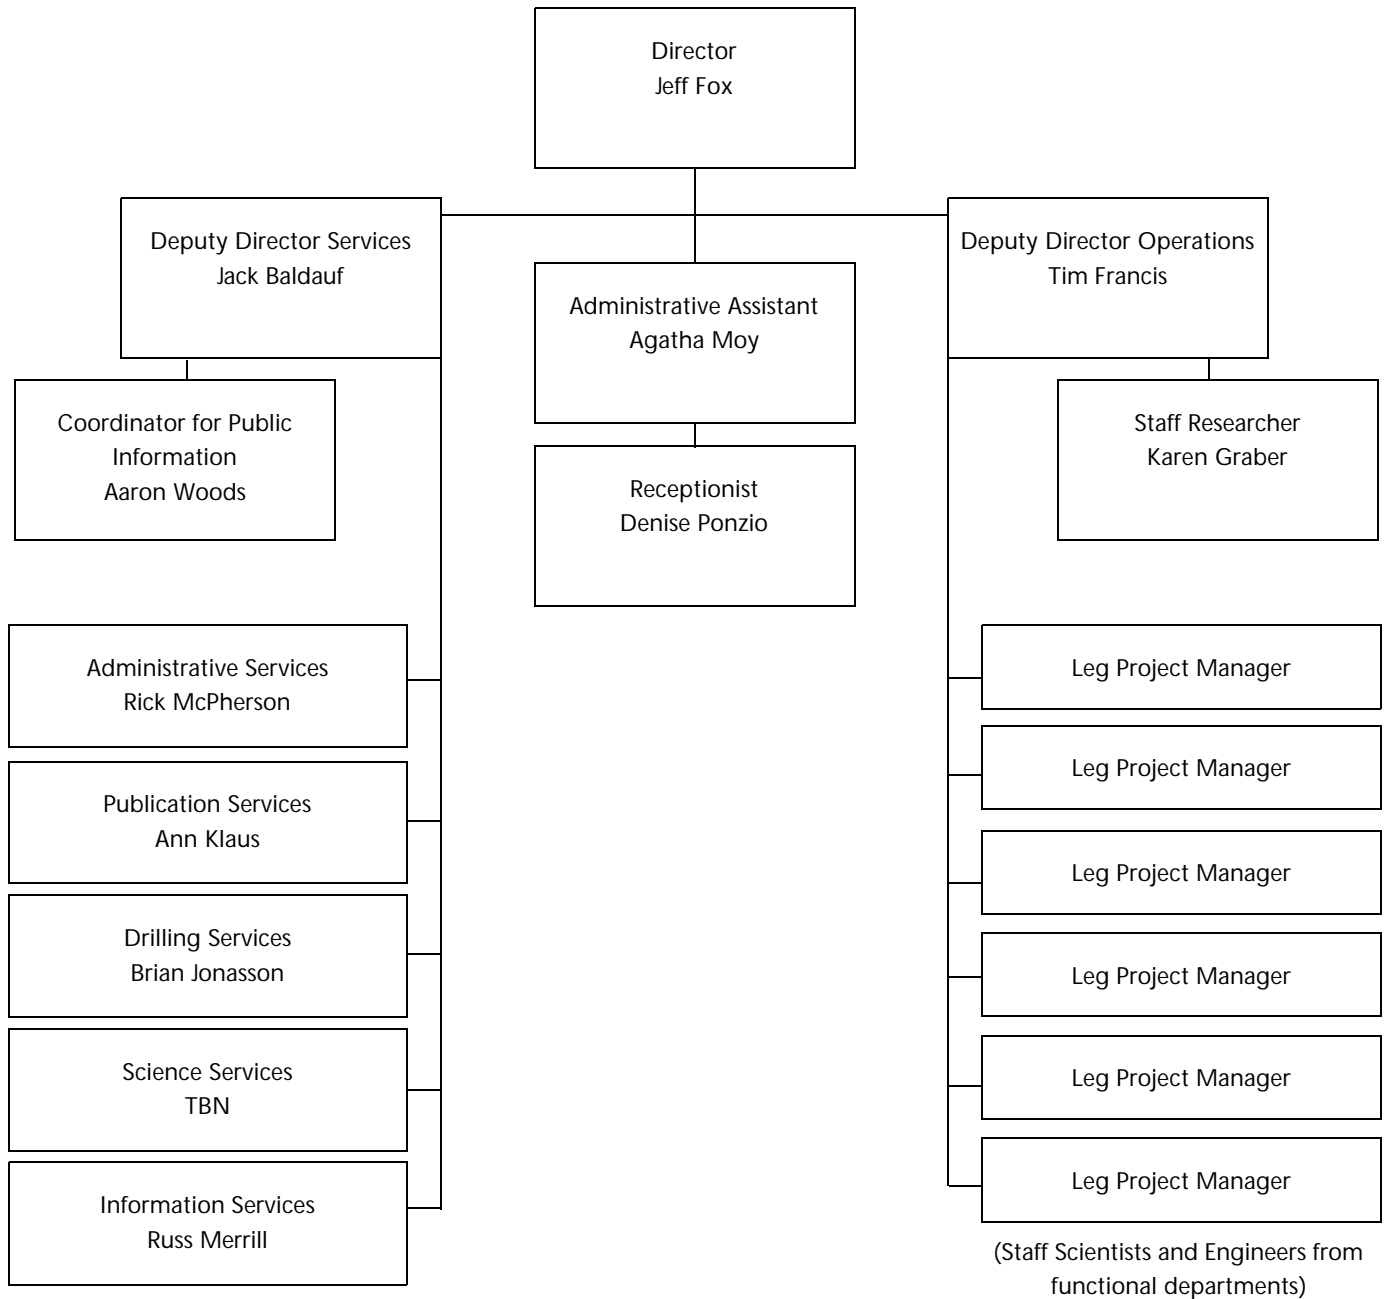 Director
Jeff Fox
Deputy Director Services
Jack Baldauf
Deputy Director Operations
Tim Francis
Administrative Assistant
Agatha Moy
Coordinator for Public
Information
Aaron Woods
Staff Researcher
Karen Graber
Receptionist
Denise Ponzio
Administrative Services
Rick McPherson
Publication Services
Ann Klaus
Drilling Services
Brian Jonasson
Science Services
TBN
Information Services
Russ Merrill
Leg Project Manager
Leg Project Manager
Leg Project Manager
Leg Project Manager
Leg Project Manager
Leg Project Manager
(Staff Scientists and Engineers from
functional departments)